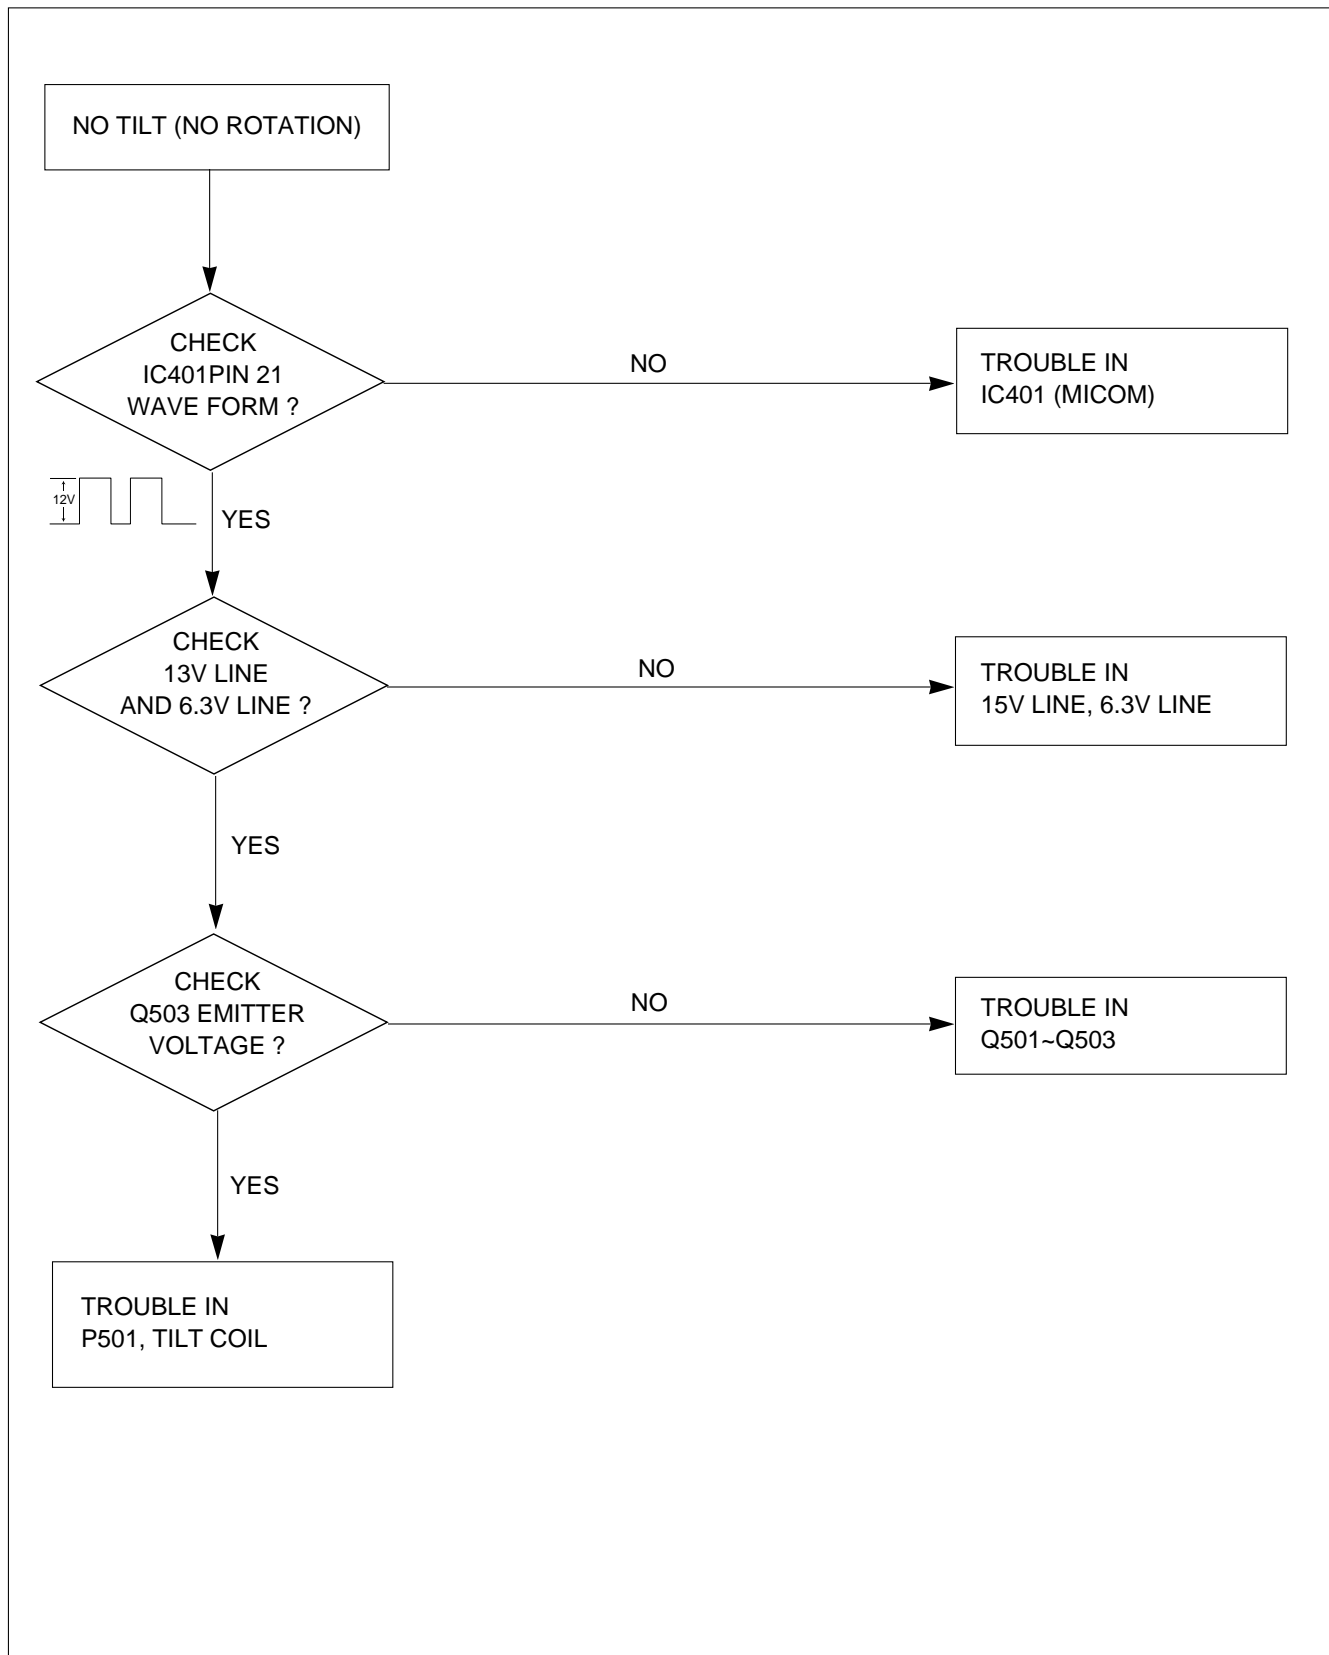 NO TILT (NO ROTATION)
CHECK
IC401PIN 21
WAVE FORM ?
NO
TROUBLE IN
IC401 (MICOM)
12V
YES
CHECK
13V LINE
AND 6.3V LINE ?
NO
TROUBLE IN
15V LINE, 6.3V LINE
YES
CHECK
Q503 EMITTER
VOLTAGE ?
NO
TROUBLE IN
Q501~Q503
YES
TROUBLE IN
P501, TILT COIL